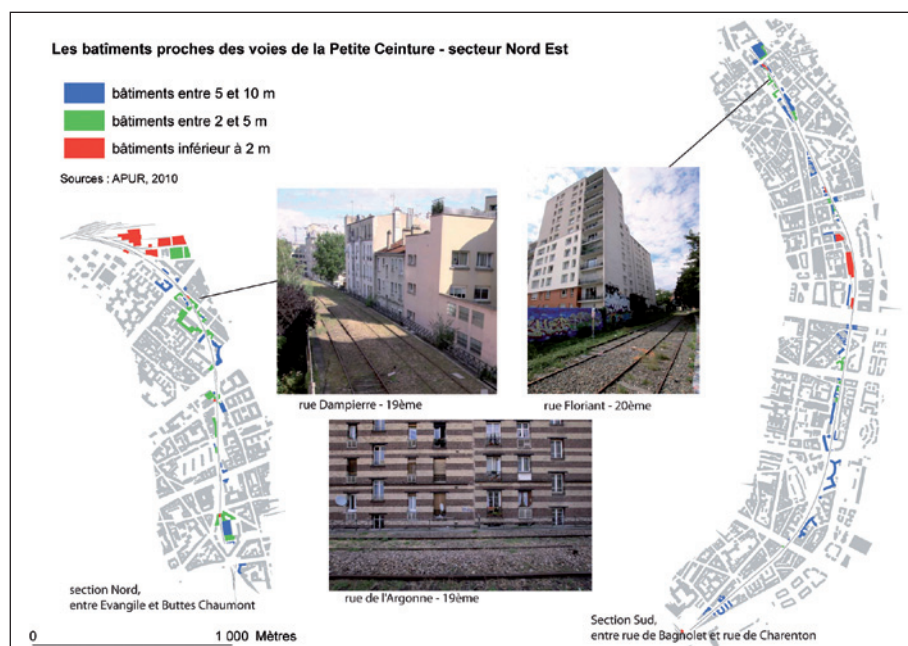 Les batîments proches des voies de la Petite Ceinture - secteur Nord Est
bâtiments entre 5 et 10 m
bâtiments entre 2 et 5 m
bâtiments inférieur à 2 m
Sources : APUR, 2010
rue Dampierre - 19ème
rue Floriant - 20ème
rue de l'Argonne - 19ème
section Nord,
entre Evangile et Buttes Chaumont
Section Sud,
entre rue de Bagnolet et rue de Charenton
0 1 000 Mètres